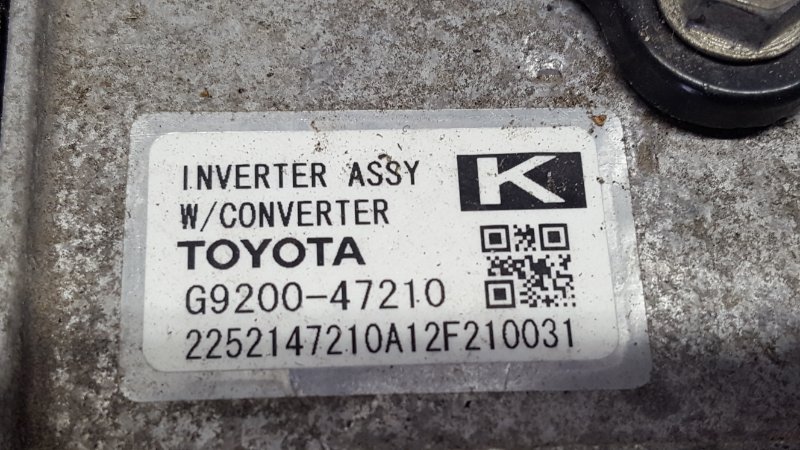 INVERTER ASSY
K
W/CONVERTER
TOYOTA
G9200-47210
2252147210A12F210031